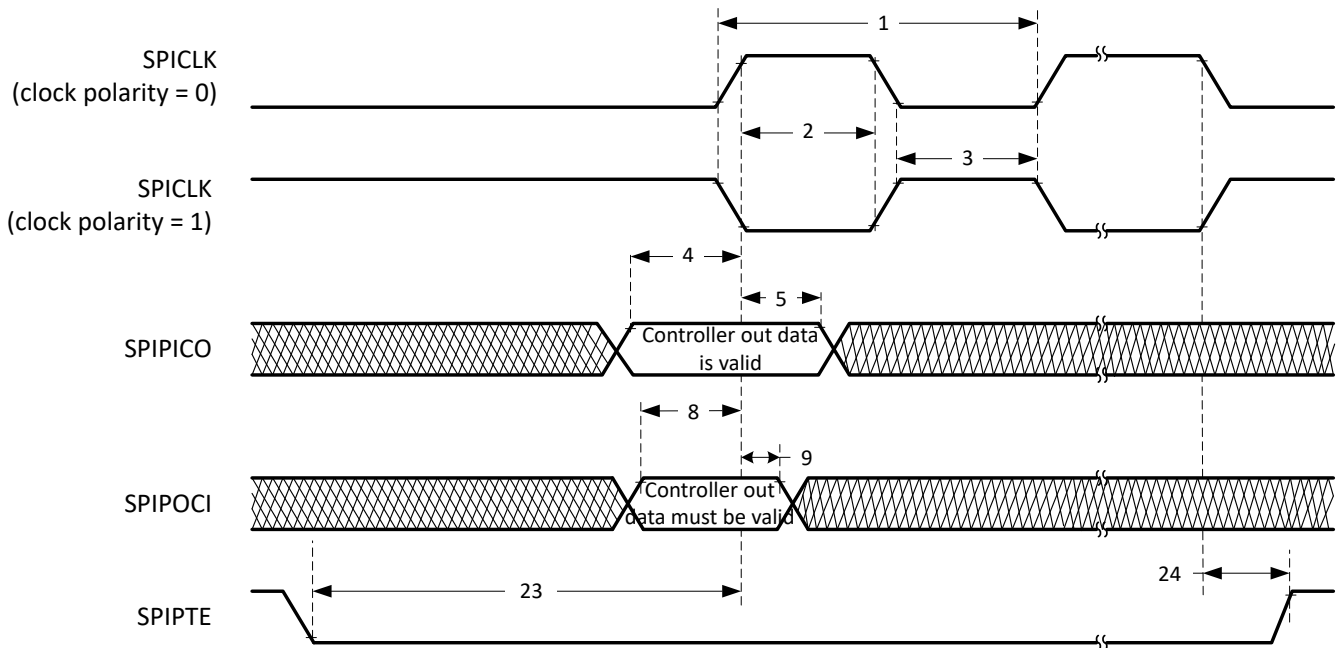 1
SPICLK
(clock polarity = 0)
2
3
SPICLK
(clock polarity = 1)
4
5
SPIPICO
Controller out data
is valid
8
9
SPIPOCI
Controller out
data must be valid
23
24
SPIPTE